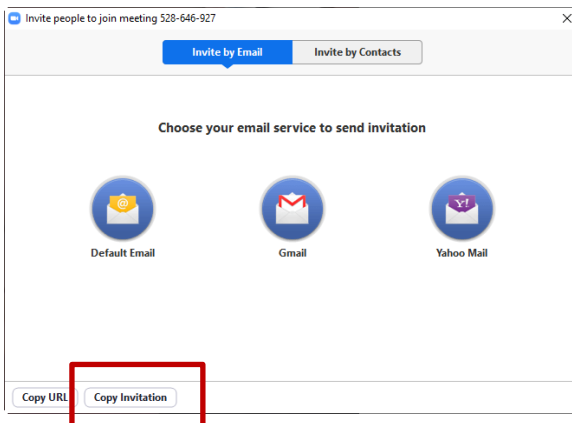 Invite people to join meeting 528-646-927
Invite by Email Invite by Contacts
Choose your email service to send invitation
@ Y!
Default Email Gmail Yahoo Mail
Copy URL Copy Invitation